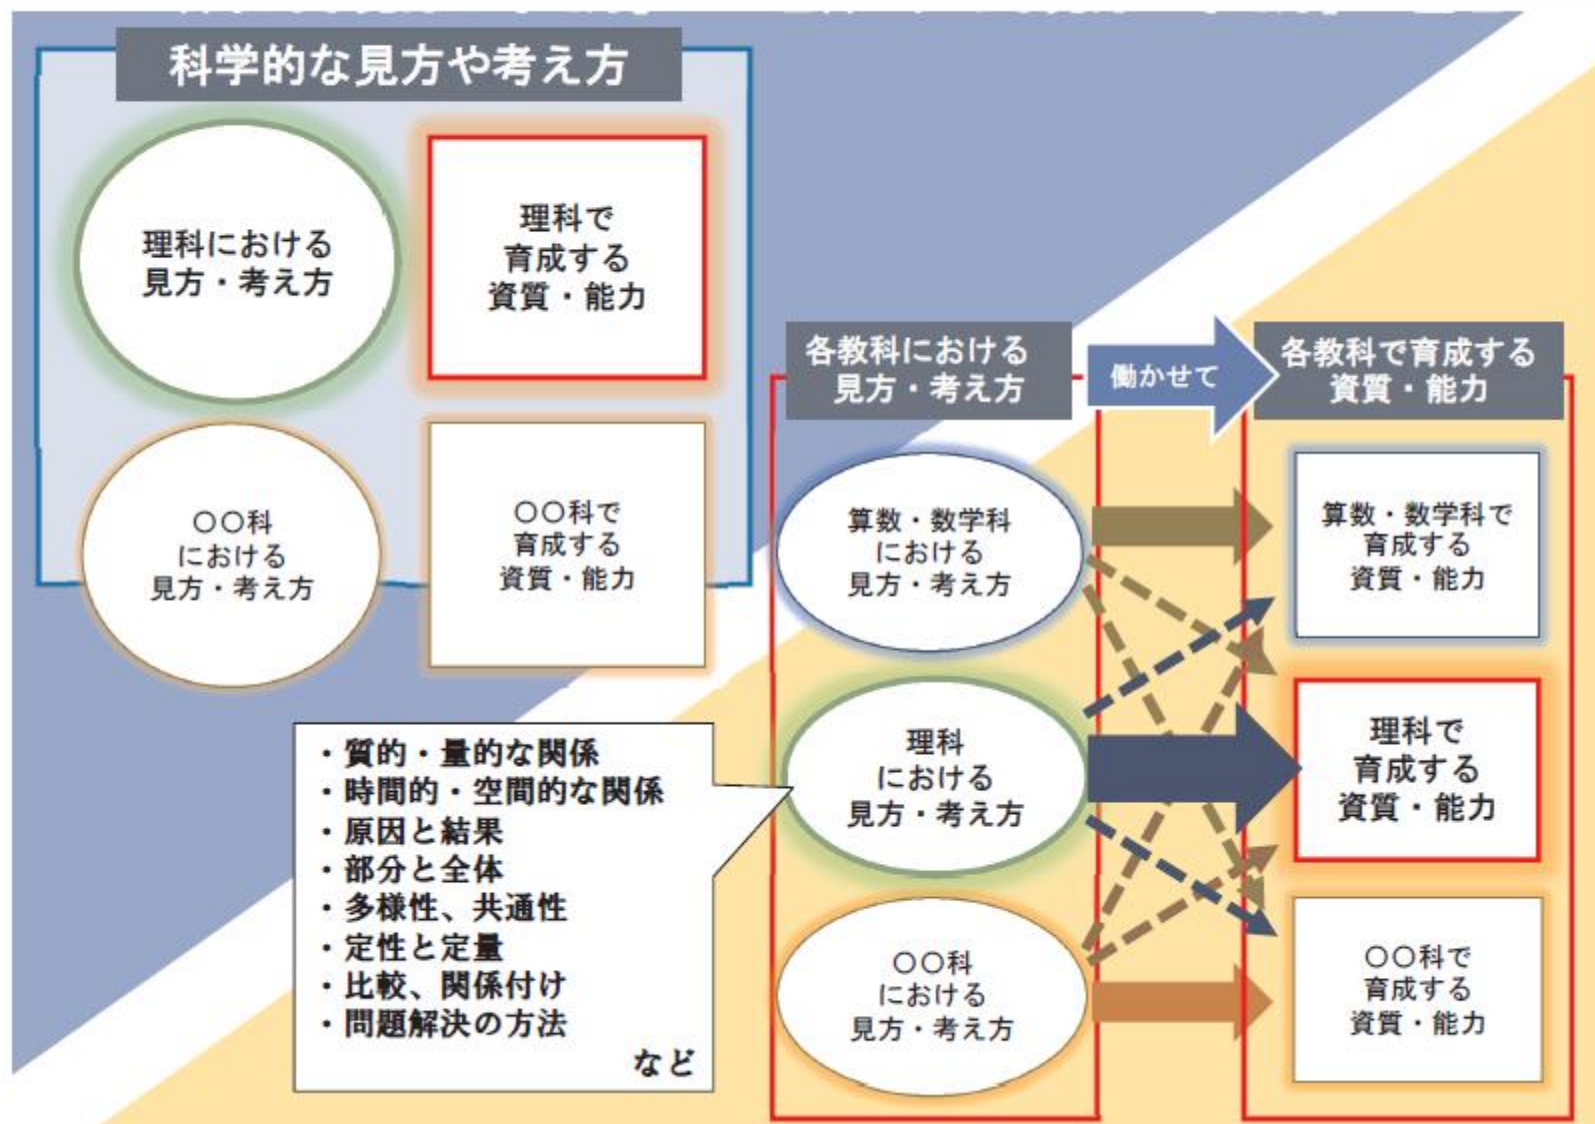 科学的な見方や考え方
理科における
見方・考え方
理科で
育成する
資質・能力
〇〇科
における
見方・考え方
〇〇科で
育成する
資質・能力
各教科における
見方・考え方
働かせて
各教科で育成する
資質・能力
算数・数学科
における
見方・考え方
算数・数学科で
育成する
資質・能力
理科
における
見方・考え方
理科で
育成する
資質・能力
〇〇科
における
見方・考え方
〇〇科で
育成する
資質・能力
・質的・量的な関係
・時間的・空間的な関係
・原因と結果
・部分と全体
・多様性、共通性
・定性と定量
・比較、関係付け
・問題解決の方法
など